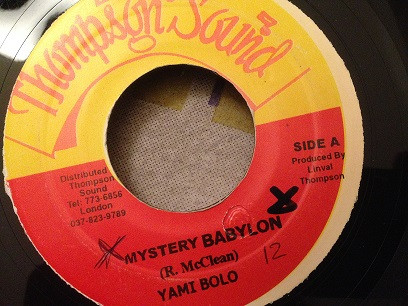 Thompson Sound
Distributed
Thompson
Sound
Tel: 773-6856
London
037-823-9789
SIDE A
Produced By
Linval
Thompson
MYSTERY BABYLON
(R. McClean)
12
YAMI BOLO